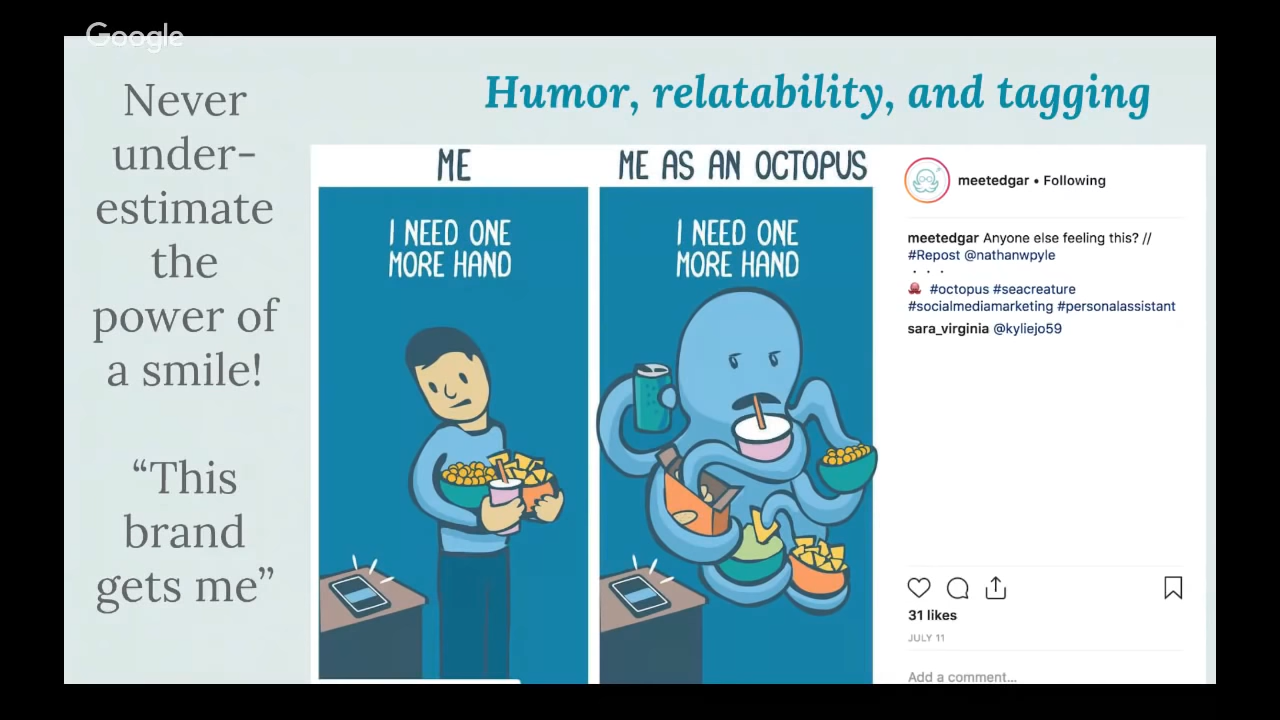 Google
Humor, relatability, and tagging
Never
under-
estimate
the
power of
a smile!
“This
brand
gets me”
ME
I NEED ONE
MORE HAND
ME AS AN OCTOPUS
I NEED ONE
MORE HAND
meetedgar • Following
meetedgar Anyone else feeling this? //
#Repost @nathanwpyle
. . .
🐙 #octopus #seacreature
#socialmediamarketing #personalassistant
sara_virginia @kyliejo59
31 likes
JULY 11
Add a comment...